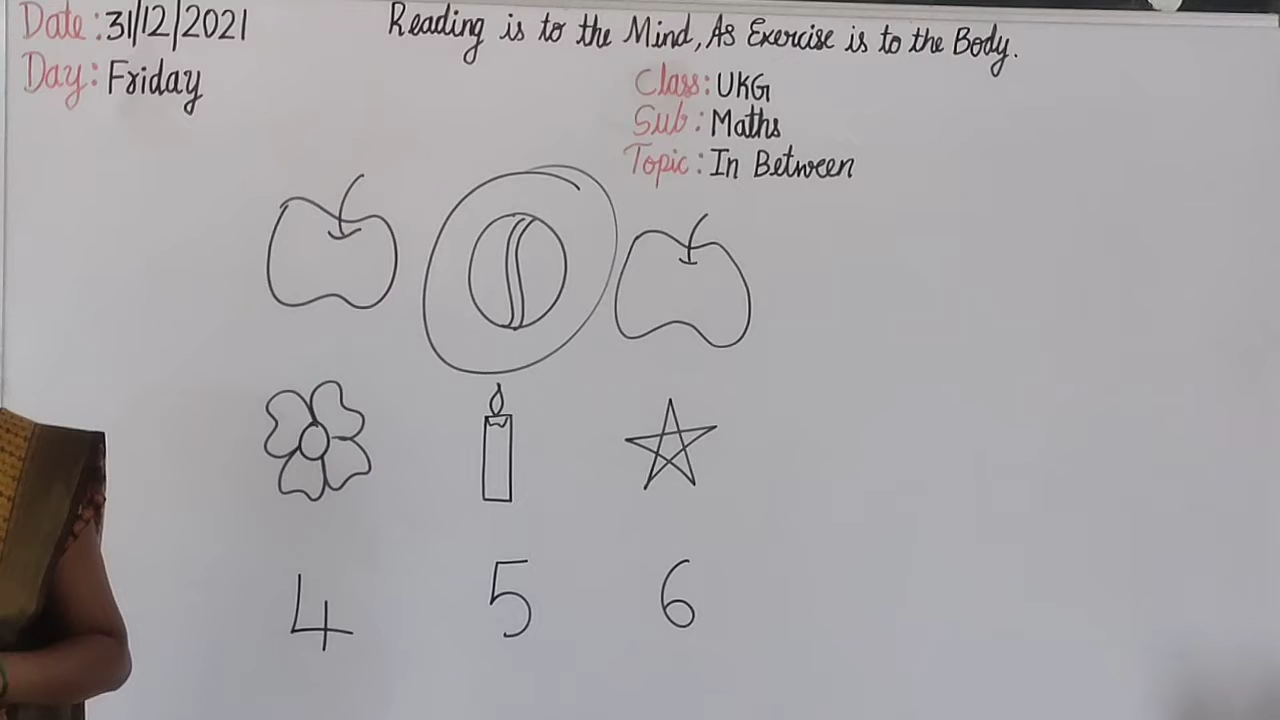 Date: 31/12/2021
Reading is to the Mind, As Exercise is to the Body.
Day: Friday
Class: UKG
Sub: Maths
Topic: In Between
4 5 6